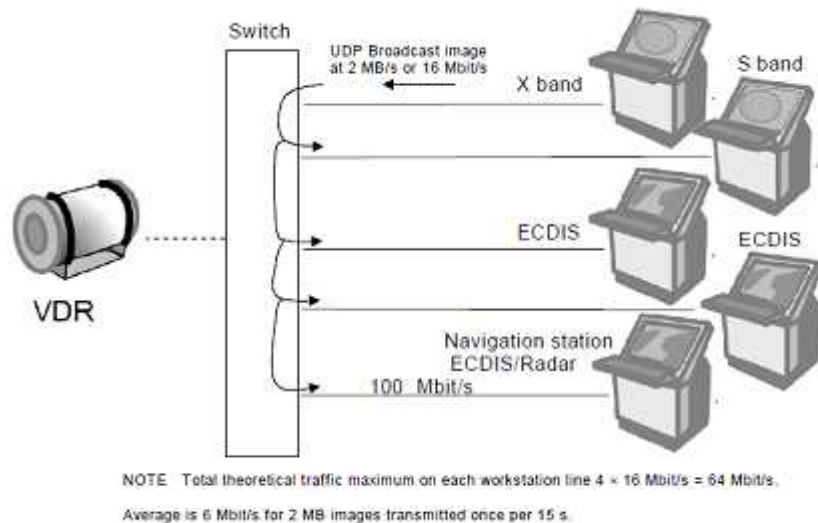 Switch
UDP Broadcast image
at 2 MB/s or 16 Mbit/s
X band
S band
ECDIS
ECDIS
VDR
Navigation station
ECDIS/Radar
100 Mbit/s
NOTE Total theoretical traffic maximum on each workstation line 4 × 16 Mbit/s = 64 Mbit/s.
Average is 6 Mbit/s for 2 MB images transmitted once per 15 s.